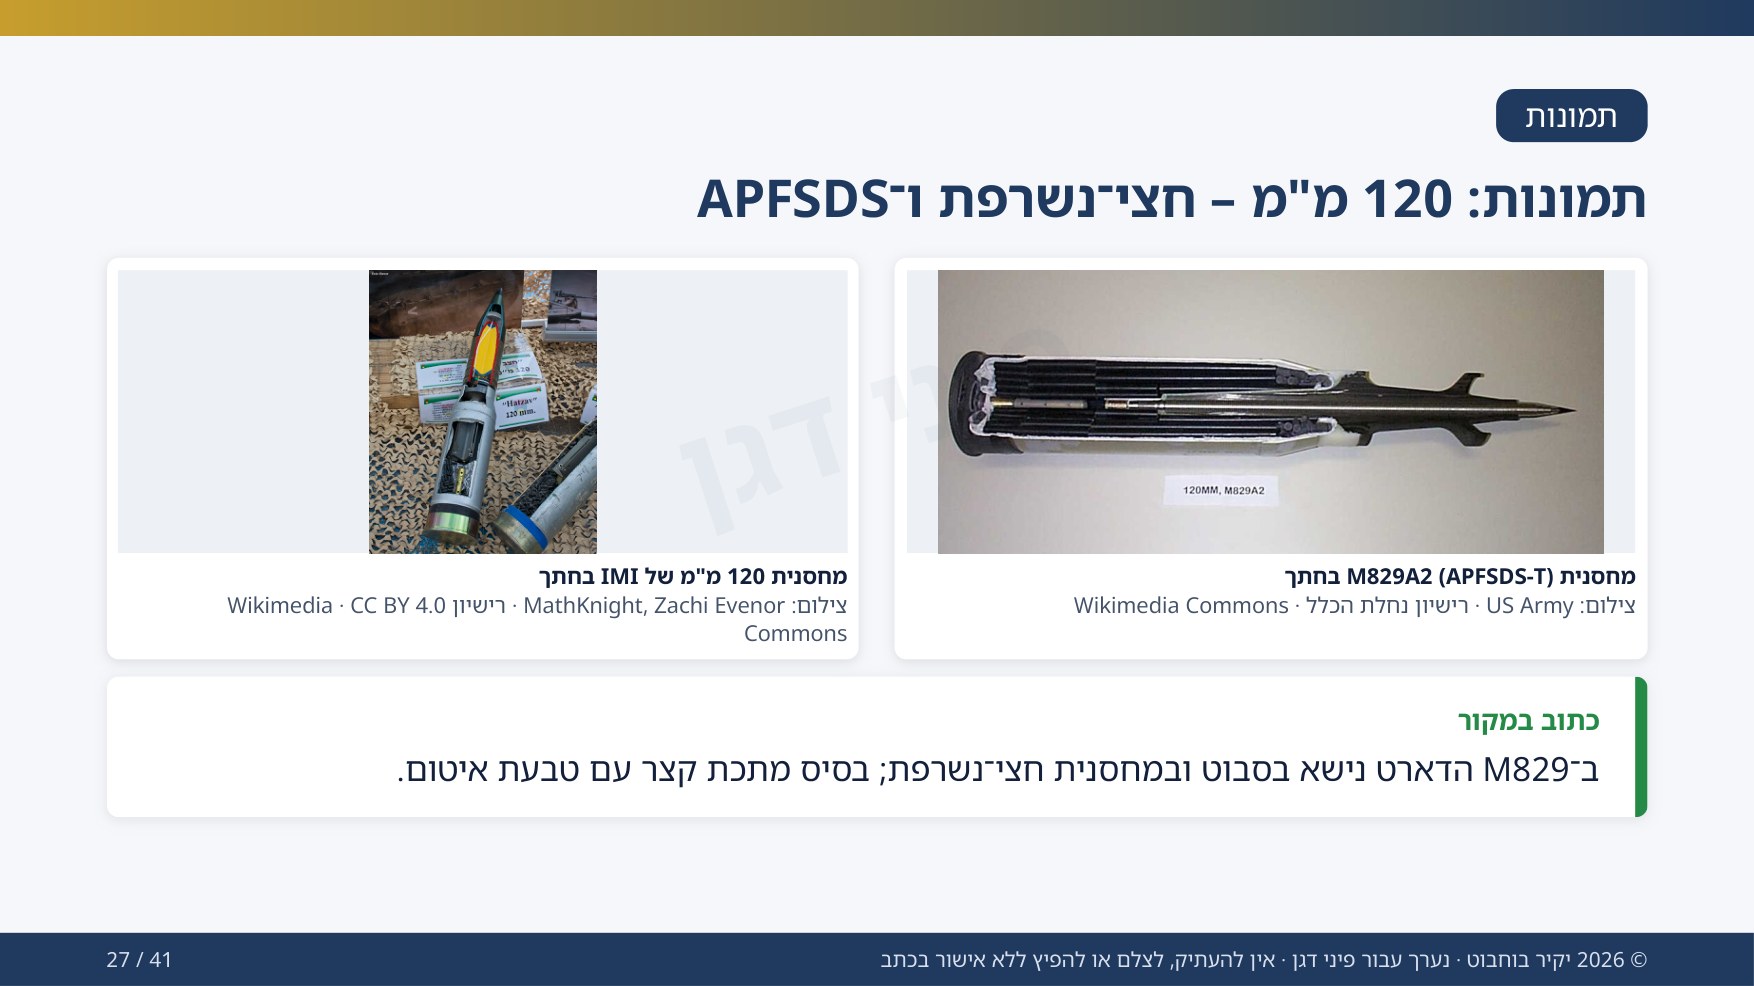 תמונות
תמונות: 120 מ"מ – חצי־נשרפת ו־APFSDS
120MM, M829A2
מחסנית M829A2 (APFSDS-T) בחתך
צילום: US Army · רישיון נחלת הכלל · Wikimedia Commons
"Hatzav"
120 mm.
מחסנית 120 מ"מ של IMI בחתך
צילום: MathKnight, Zachi Evenor · רישיון CC BY 4.0 · Wikimedia
Commons
דגן
כתוב במקור
ב־M829 הדארט נישא בסבוט ובמחסנית חצי־נשרפת; בסיס מתכת קצר עם טבעת איטום.
© 2026 יקיר בוחבוט · נערך עבור פיני דגן · אין להעתיק, לצלם או להפיץ ללא אישור בכתב
27 / 41